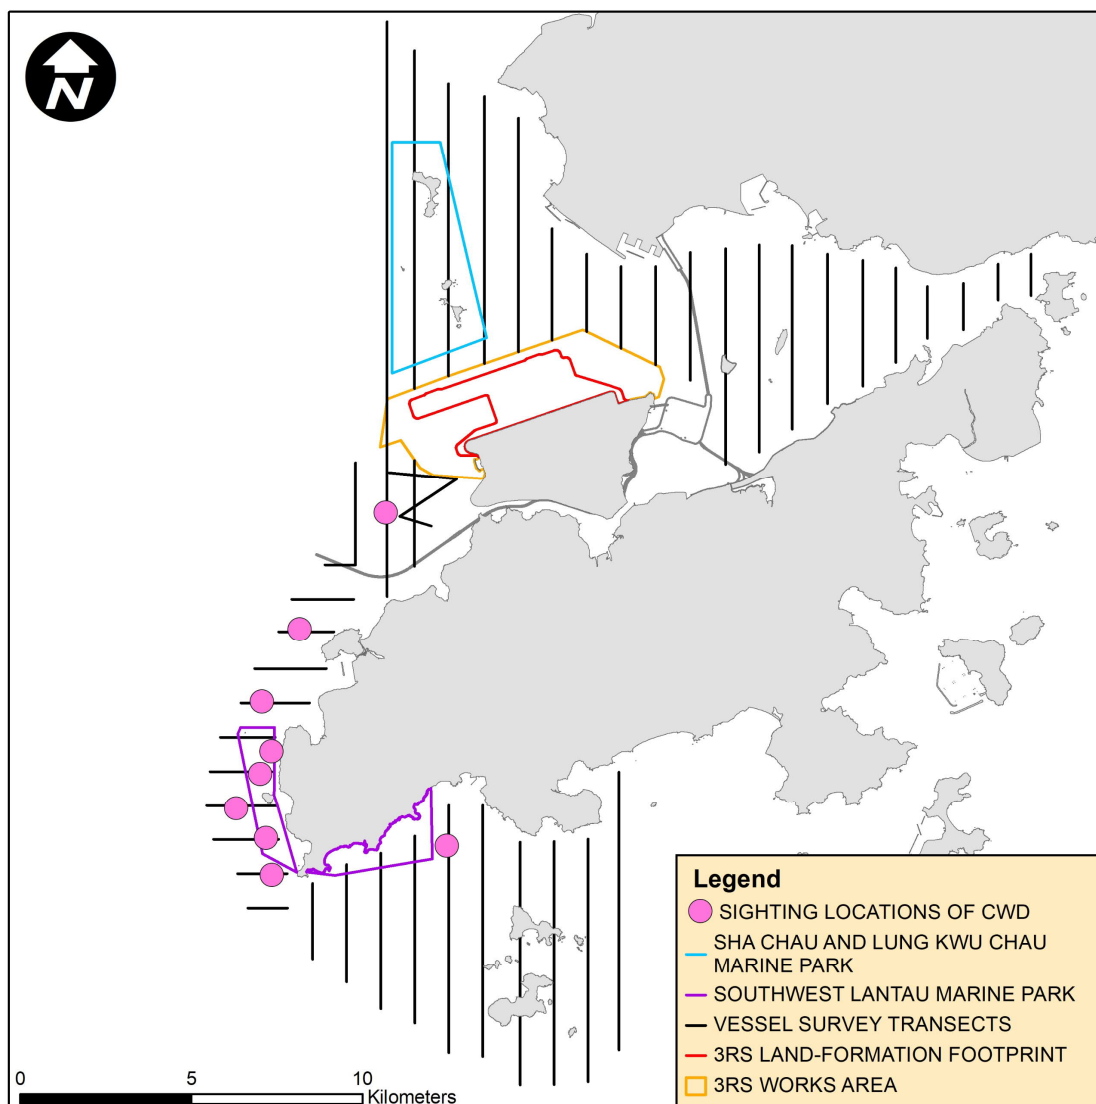 N
Legend
SIGHTING LOCATIONS OF CWD
SHA CHAU AND LUNG KWU CHAU
MARINE PARK
SOUTHWEST LANTAU MARINE PARK
VESSEL SURVEY TRANSECTS
3RS LAND-FORMATION FOOTPRINT
3RS WORKS AREA
0 5 10
Kilometers